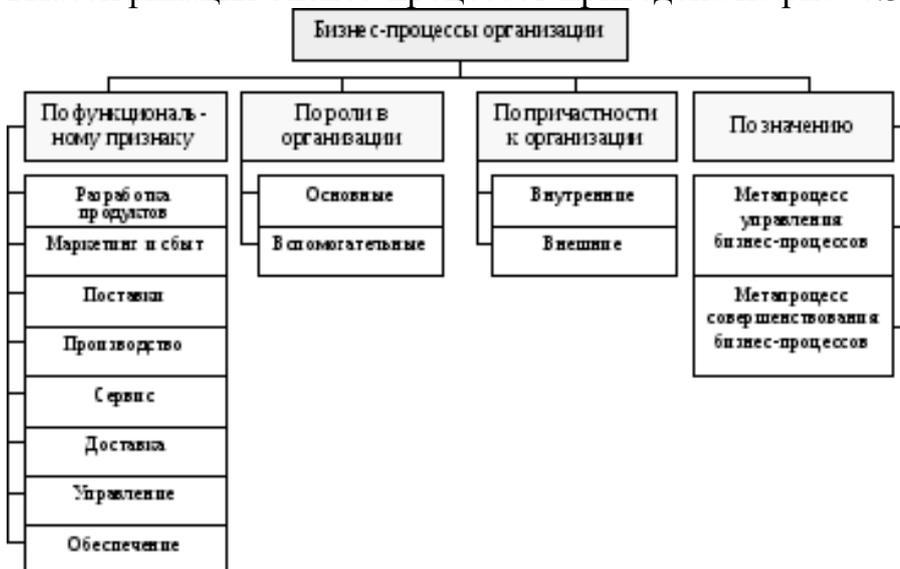 Бизнес-процессы организации
По функциональ-
ному признаку
По роли в
организации
По причастности
к организации
По значению
Разработка
продуктов
Маркетинг и сбыт
Поставки
Производство
Сервис
Доставка
Управление
Обеспечение
Основные
Вспомогательные
Внутренние
Внешние
Метапроцесс
управления
бизнес-процессов
Метапроцесс
совершенствования
бизнес-процессов